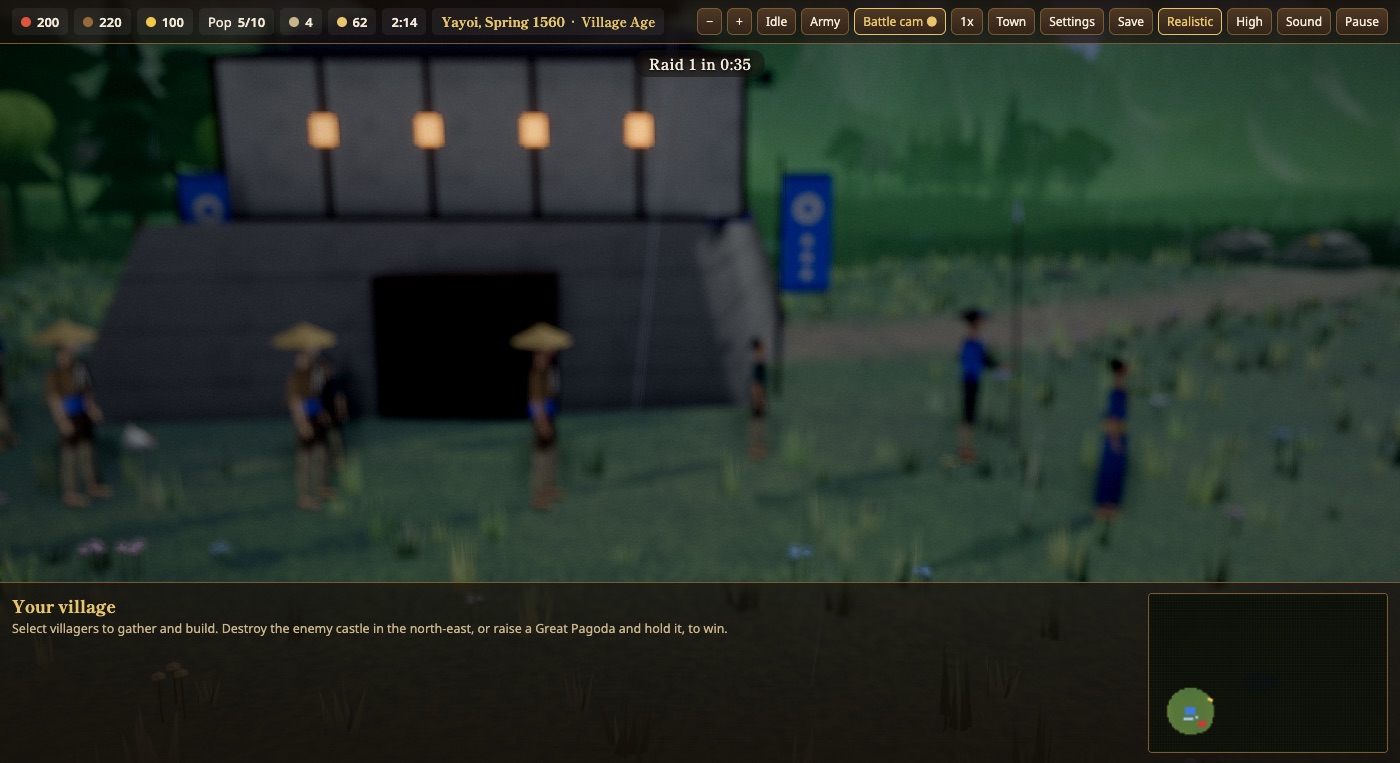 200 220 100 Pop 5/10 4 62 2:14 Yayoi, Spring 1560 · Village Age − + Idle Army Battle cam 1x Town Settings Save Realistic High Sound Pause
Raid 1 in 0:35
Your village
Select villagers to gather and build. Destroy the enemy castle in the north-east, or raise a Great Pagoda and hold it, to win.